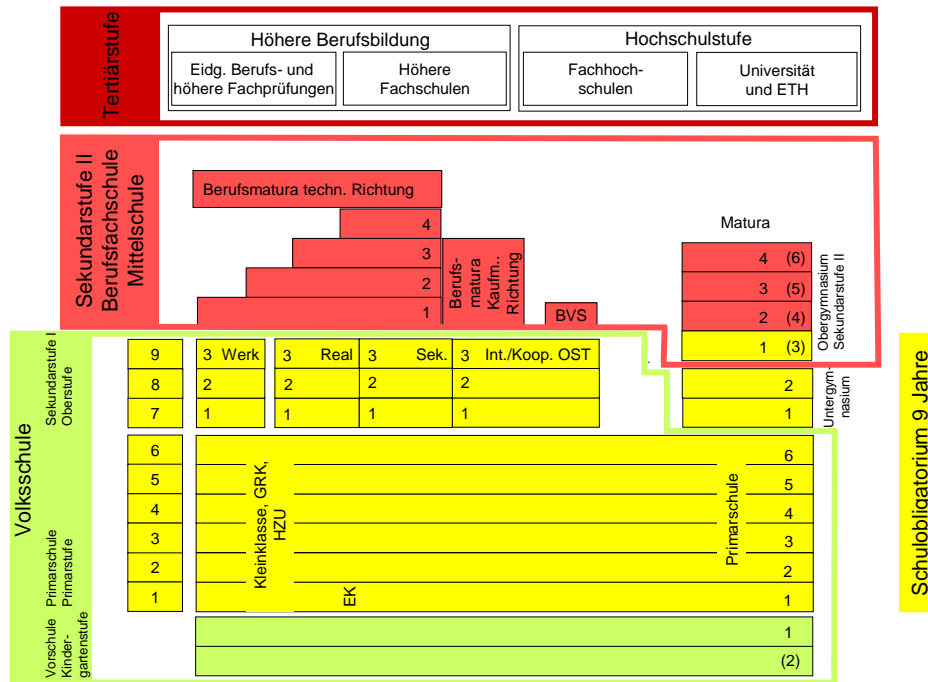 Tertiärstufe
Höhere Berufsbildung
Hochschulstufe
Eidg. Berufs- und
höhere Fachprüfungen
Höhere
Fachschulen
Fachhoch-
schulen
Universität
und ETH
Sekundarstufe II
Berufsfachschule
Mittelschule
Berufsmatura techn. Richtung
4
3
2
1
Berufs-
matura
Kaufm..
Richtung
BVS
Matura
4 (6)
3 (5)
2 (4)
1 (3)
Obergymnasium
Sekundarstufe II
2
1
Untergym-
nasium
Schulobligatorium 9 Jahre
Volksschule
Sekundarstufe I
Oberstufe
9 3 Werk 3 Real 3 Sek. 3 Int./Koop. OST
8 2 2 2 2
7 1 1 1 1
Primarschule
Primarstufe
6 6
5 5
4 4
3 3
2 2
1 1
Kleinklasse, GRK,
HZU
EK
Primarschule
Vorschule
Kinder-
gartenstufe
1
(2)